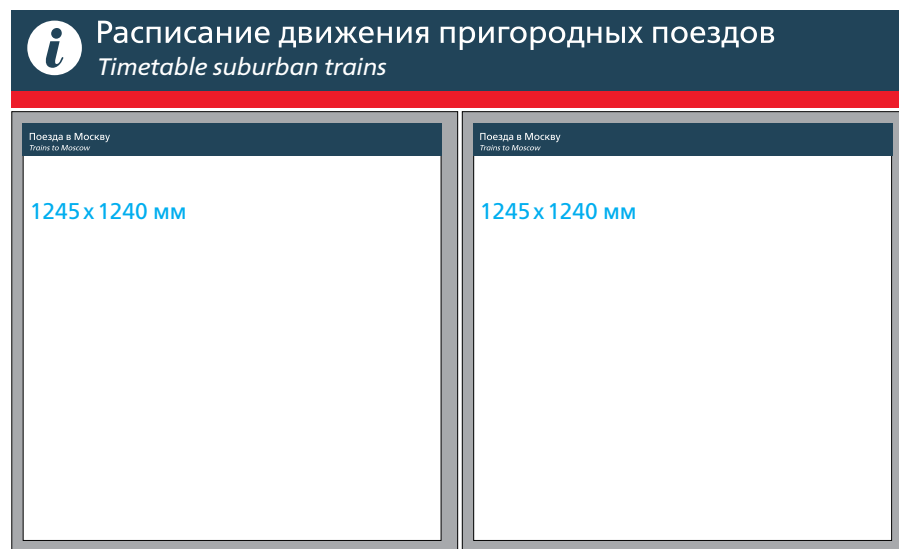 i
Расписание движения пригородных поездов
Timetable suburban trains
Поезда в Москву
Trains to Moscow
1245 x 1240 мм
Поезда в Москву
Trains to Moscow
1245 x 1240 мм